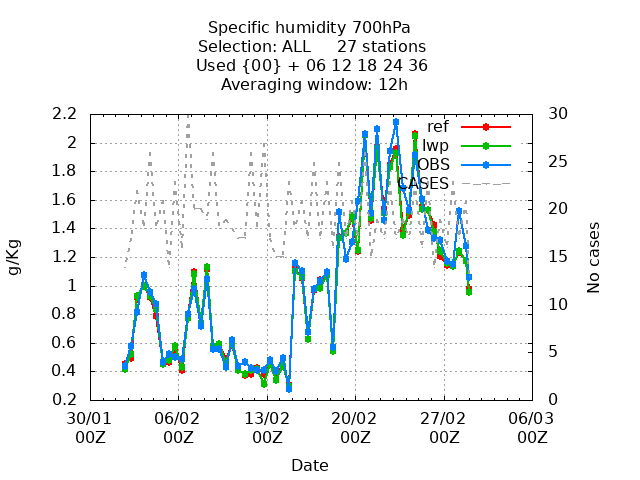 Specific humidity 700hPa
Selection: ALL 27 stations
Used {00} + 06 12 18 24 36
Averaging window: 12h
g/Kg
2.2
2
1.8
1.6
1.4
1.2
1
0.8
0.6
0.4
0.2
ref
lwp
OBS
CASES
30
25
20
15
10
5
0
No cases
30/01 06/02 13/02 20/02 27/02 06/03
00Z 00Z 00Z 00Z 00Z 00Z
Date